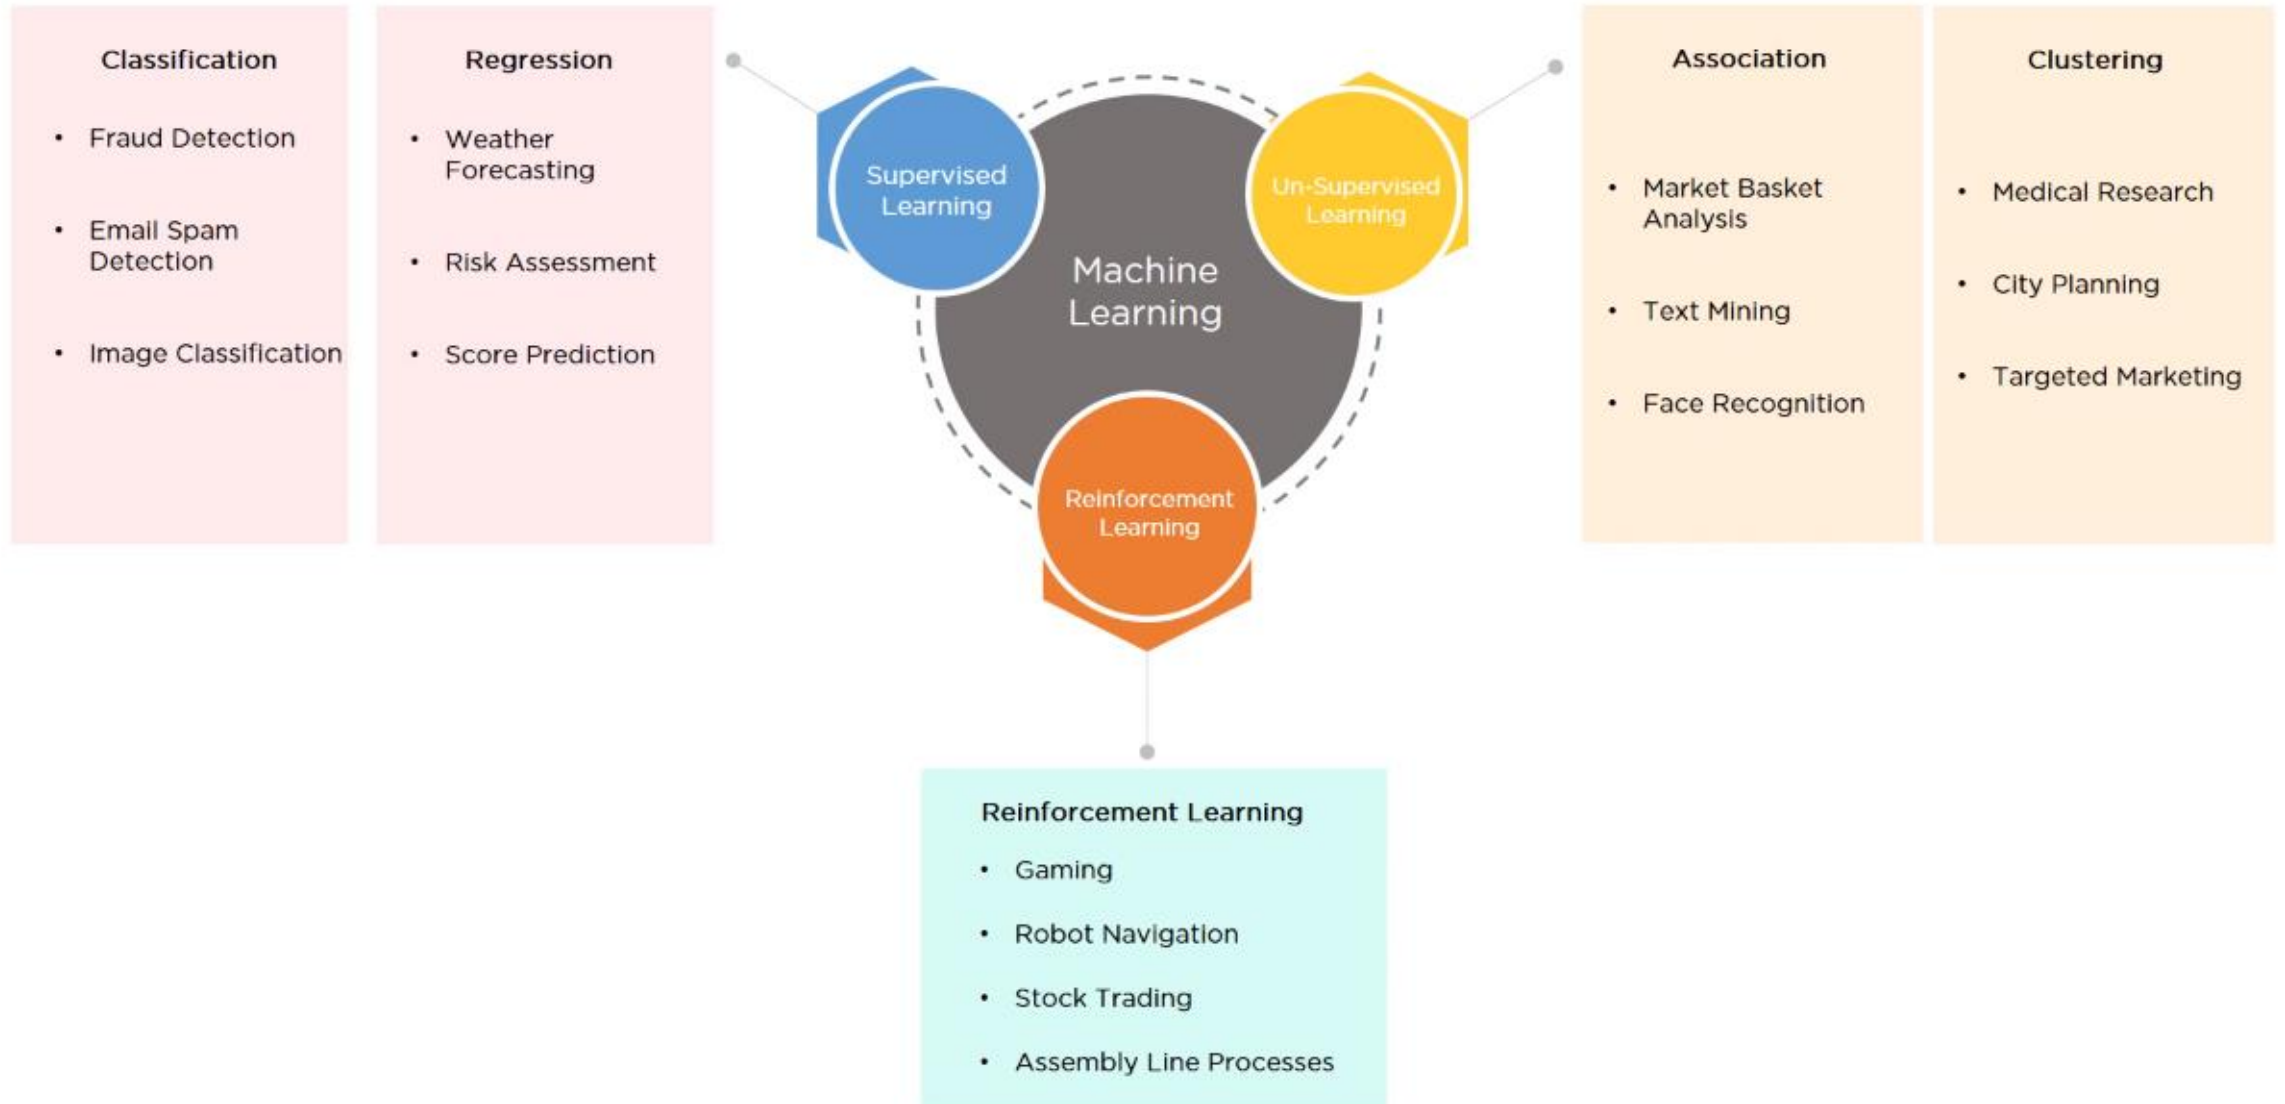 Classification
• Fraud Detection
• Email Spam
Detection
• Image Classification
Regression
• Weather
Forecasting
• Risk Assessment
• Score Prediction
Supervised
Learning
Machine
Learning
Un-Supervised
Learning
Reinforcement
Learning
Association
• Market Basket
Analysis
• Text Mining
• Face Recognition
Clustering
• Medical Research
• City Planning
• Targeted Marketing
Reinforcement Learning
• Gaming
• Robot Navigation
• Stock Trading
• Assembly Line Processes